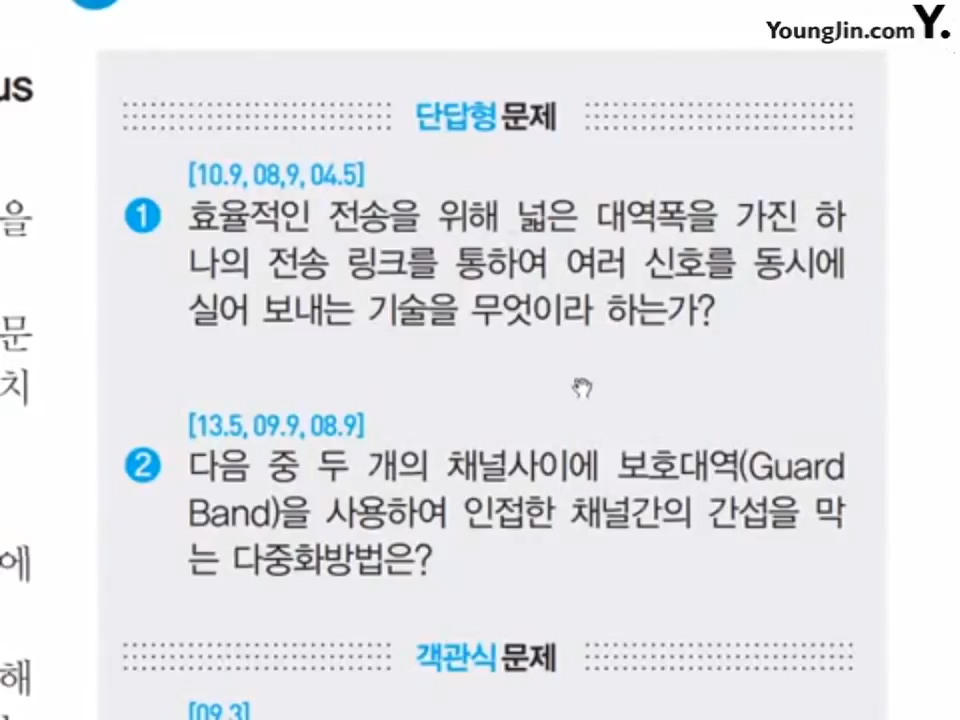 YoungJin.com Y.
us
단답형 문제
[10.9, 08,9, 04.5]
을
1 효율적인 전송을 위해 넓은 대역폭을 가진 하
나의 전송 링크를 통하여 여러 신호를 동시에
문
실어 보내는 기술을 무엇이라 하는가?
치
[13.5, 09.9, 08.9]
2 다음 중 두 개의 채널사이에 보호대역(Guard
Band)을 사용하여 인접한 채널간의 간섭을 막
에
는 다중화방법은?
객관식 문제
해
[09.3]